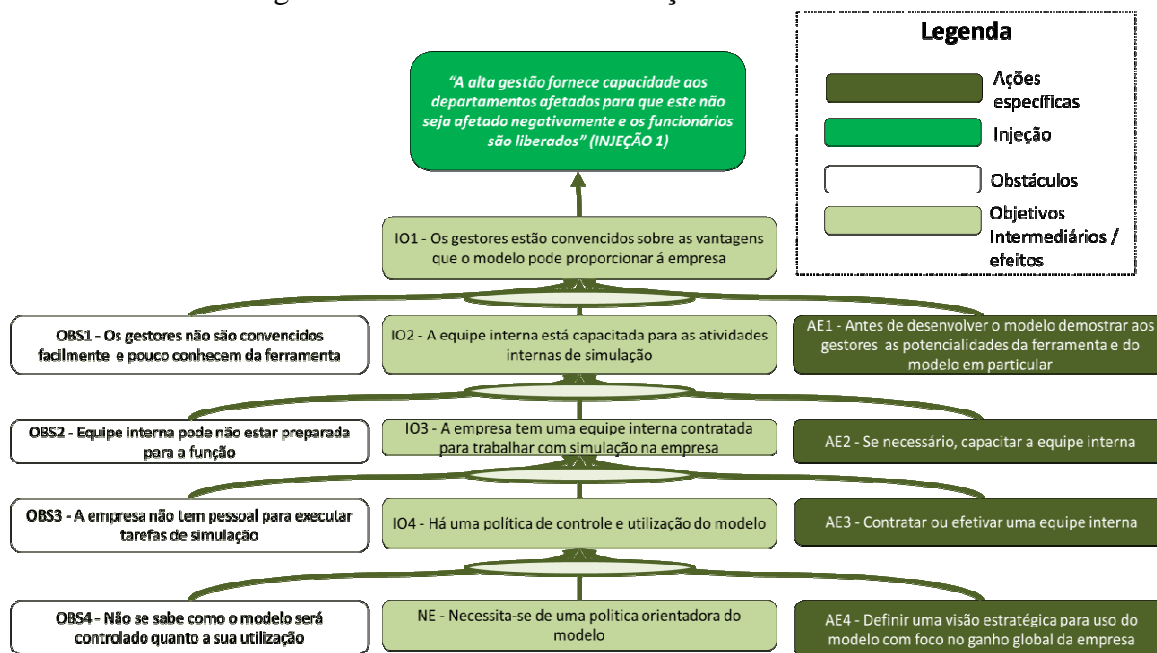 Legenda
Ações
específicas
Injeção
Obstáculos
Objetivos
Intermediários /
efeitos
“A alta gestão fornece capacidade aos
departamentos afetados para que este não
seja afetado negativamente e os funcionários
são liberados” (INJEÇÃO 1)
IO1 - Os gestores estão convencidos sobre as vantagens
que o modelo pode proporcionar á empresa
OBS1 - Os gestores não são convencidos
facilmente e pouco conhecem da ferramenta
IO2 - A equipe interna está capacitada para as atividades
internas de simulação
AE1 - Antes de desenvolver o modelo demostrar aos
gestores as potencialidades da ferramenta e do
modelo em particular
OBS2 - Equipe interna pode não estar preparada
para a função
IO3 - A empresa tem uma equipe interna contratada
para trabalhar com simulação na empresa
AE2 - Se necessário, capacitar a equipe interna
OBS3 - A empresa não tem pessoal para executar
tarefas de simulação
IO4 - Há uma política de controle e utilização do modelo
AE3 - Contratar ou efetivar uma equipe interna
OBS4 - Não se sabe como o modelo será
controlado quanto a sua utilização
NE - Necessita-se de uma politica orientadora do
modelo
AE4 - Definir uma visão estratégica para uso do
modelo com foco no ganho global da empresa